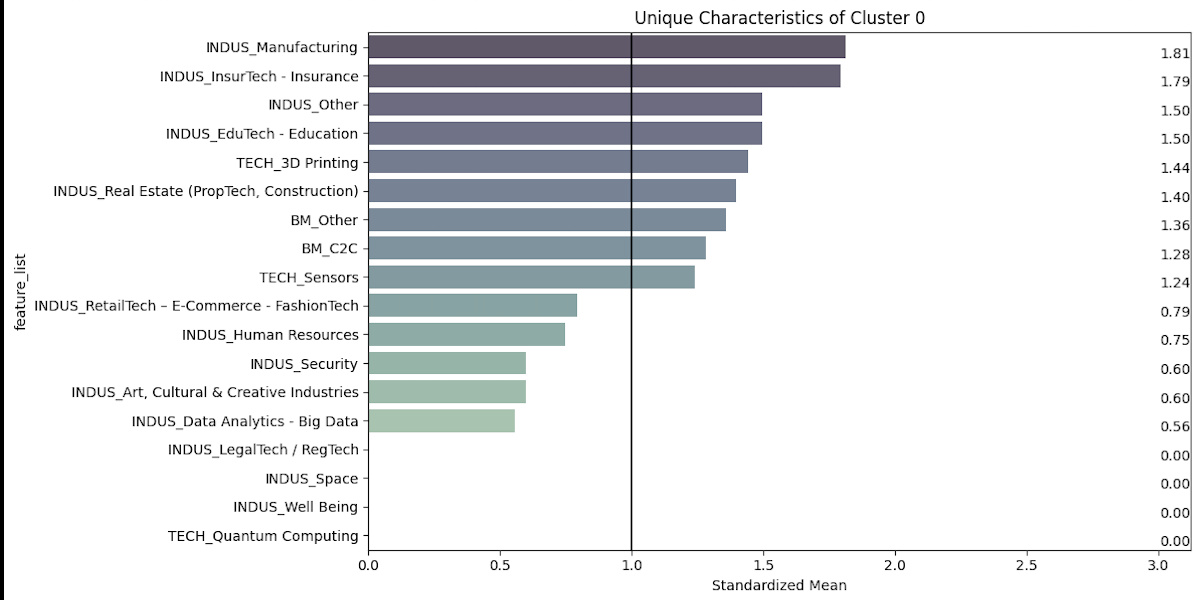 Unique Characteristics of Cluster 0
INDUS_Manufacturing 1.81
INDUS_InsurTech - Insurance 1.79
INDUS_Other 1.50
INDUS_EduTech - Education 1.50
TECH_3D Printing 1.44
INDUS_Real Estate (PropTech, Construction) 1.40
BM_Other 1.36
BM_C2C 1.28
TECH_Sensors 1.24
INDUS_RetailTech – E-Commerce - FashionTech 0.79
INDUS_Human Resources 0.75
INDUS_Security 0.60
INDUS_Art, Cultural & Creative Industries 0.60
INDUS_Data Analytics - Big Data 0.56
INDUS_LegalTech / RegTech 0.00
INDUS_Space 0.00
INDUS_Well Being 0.00
TECH_Quantum Computing 0.00
feature_list
0.0 0.5 1.0 1.5 2.0 2.5 3.0
Standardized Mean